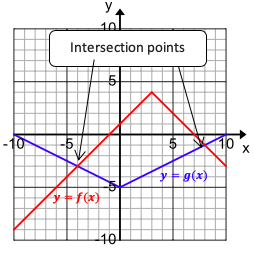 y
10
Intersection points
5
-10
-5
5
10
x
-5
y = g(x)
y = f(x)
-10